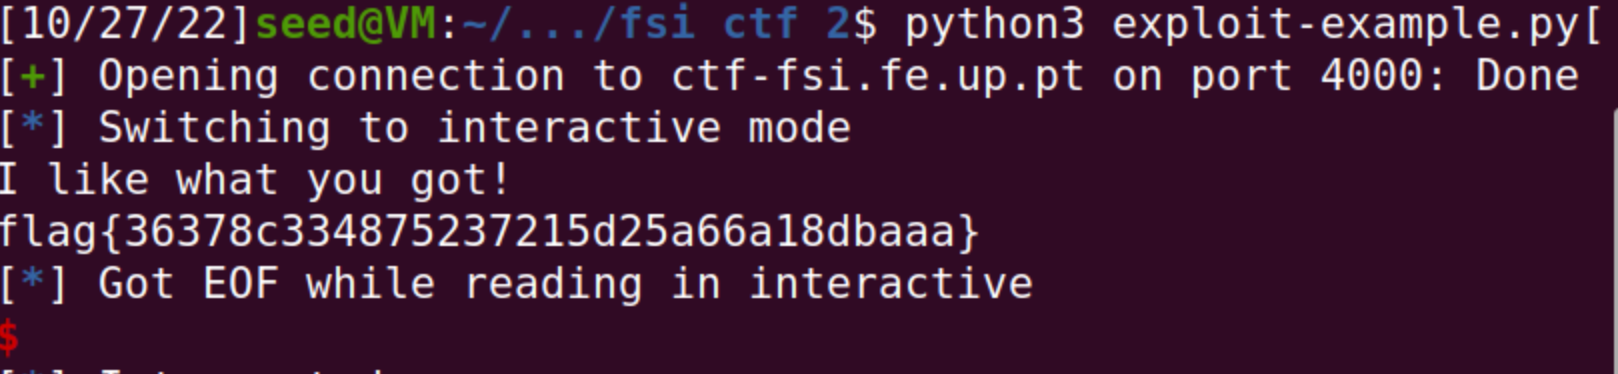 [10/27/22]seed@VM:~/.../fsi ctf 2$ python3 exploit-example.py[
[+] Opening connection to ctf-fsi.fe.up.pt on port 4000: Done
[*] Switching to interactive mode
I like what you got!
flag{36378c334875237215d25a66a18dbaaa}
[*] Got EOF while reading in interactive
$